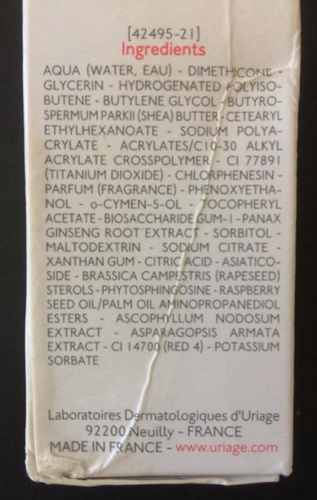 [42495-21]
Ingredients
AQUA (WATER, EAU) - DIMETHICONE -
GLYCERIN - HYDROGENATED POLYISO-
BUTENE - BUTYLENE GLYCOL - BUTYRO-
SPERMUM PARKII (SHEA) BUTTER - CETEARYL
ETHYLHEXANOATE - SODIUM POLYA-
CRYLATE - ACRYLATES/C10-30 ALKYL
ACRYLATE CROSSPOLYMER - CI 77891
(TITANIUM DIOXIDE) - CHLORPHENESIN -
PARFUM (FRAGRANCE) - PHENOXYETHA-
NOL - o-CYMEN-5-OL - TOCOPHERYL
ACETATE - BIOSACCHARIDE GUM-1 - PANAX
GINSENG ROOT EXTRACT - SORBITOL -
MALTODEXTRIN - SODIUM CITRATE -
XANTHAN GUM - CITRIC ACID - ASIATICO-
SIDE - BRASSICA CAMPESTRIS (RAPESEED)
STEROLS - PHYTOSPHINGOSINE - RASPBERRY
SEED OIL/PALM OIL AMINOPROPANEDIOL
ESTERS - ASCOPHYLLUM NODOSUM
EXTRACT - ASPARAGOPSIS ARMATA
EXTRACT - CI 14700 (RED 4) - POTASSIUM
SORBATE
Laboratoires Dermatologiques d'Uriage
92200 Neuilly - FRANCE
MADE IN FRANCE - www.uriage.com